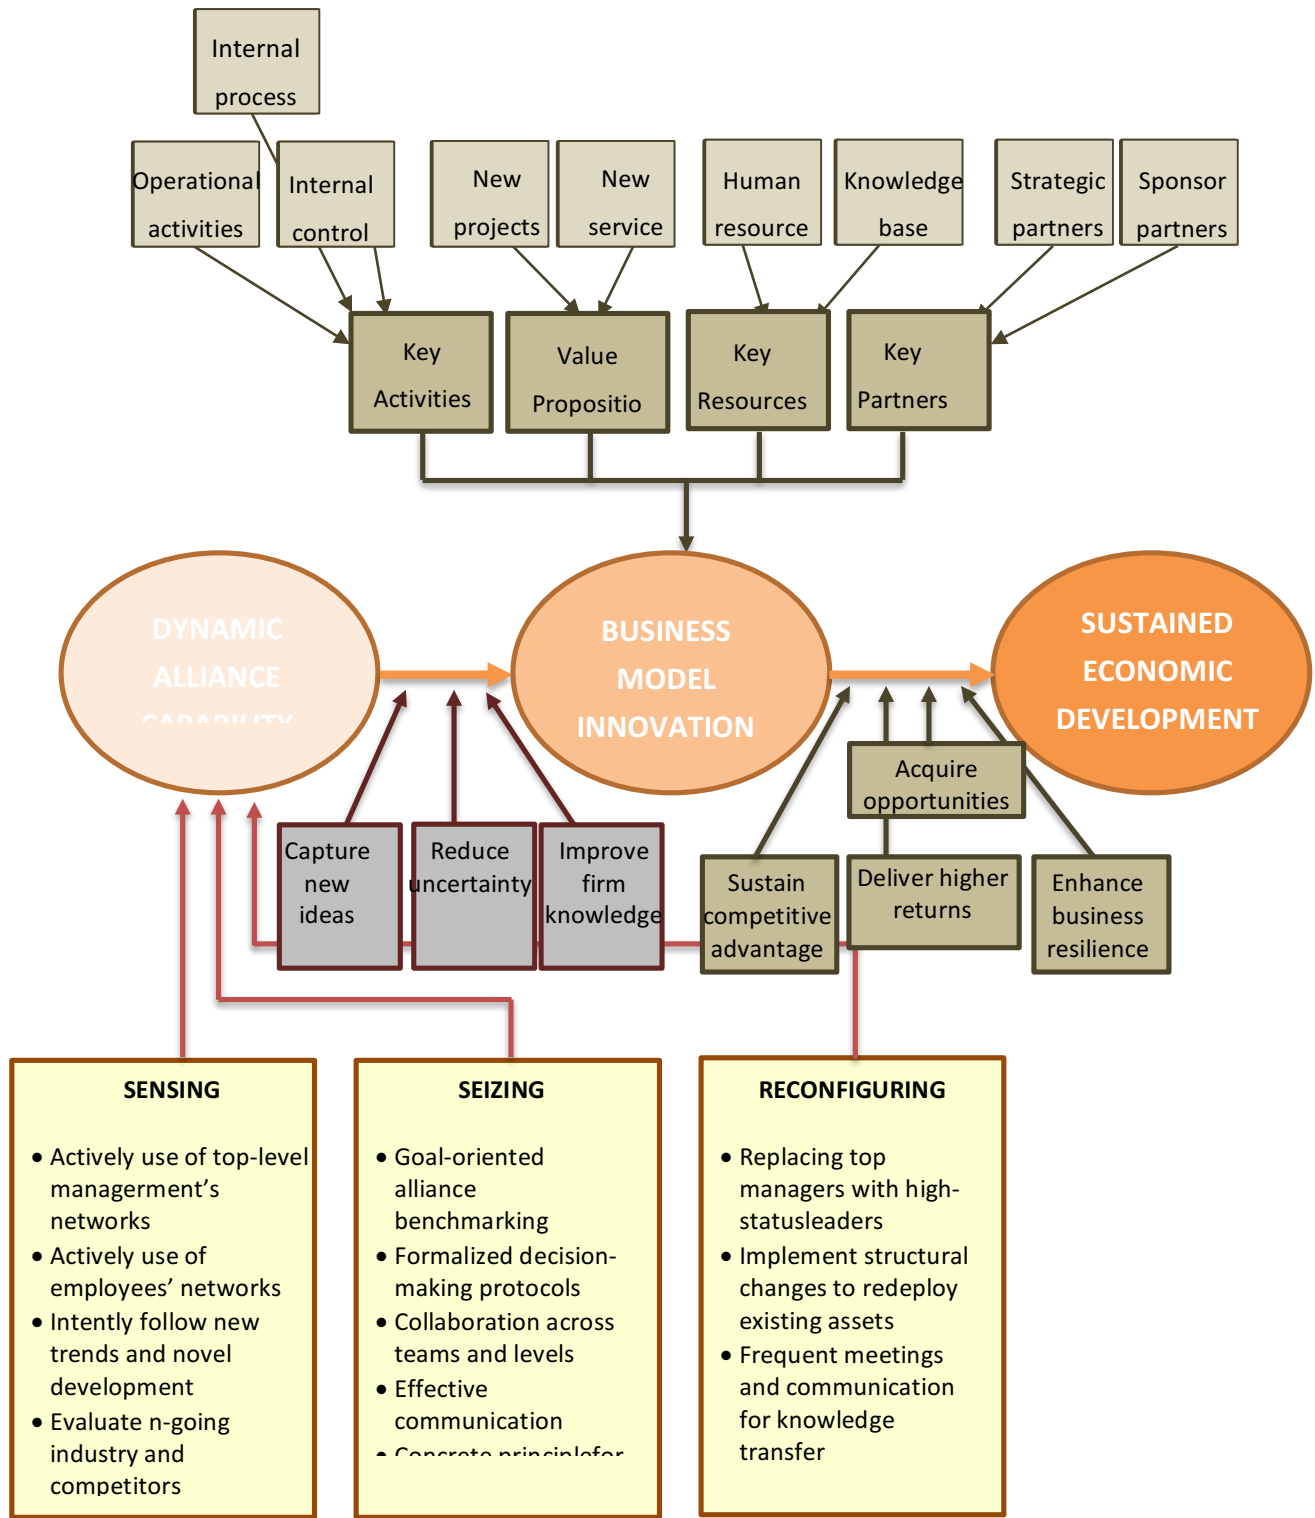 Internal
process
Operational
activities
Internal
control
New
projects
New
service
Human
resource
Knowledge
base
Strategic
partners
Sponsor
partners
Key
Activities
Value
Propositio
Key
Resources
Key
Partners
DYNAMIC
ALLIANCE
CAPABILITY
BUSINESS
MODEL
INNOVATION
SUSTAINED
ECONOMIC
DEVELOPMENT
Acquire
opportunities
Capture
new
ideas
Reduce
uncertainty
Improve
firm
knowledge
Sustain
competitive
advantage
Deliver higher
returns
Enhance
business
resilience
SENSING
• Actively use of top-level
managerment’s
networks
• Actively use of
employees’ networks
• Intently follow new
trends and novel
development
• Evaluate n-going
industry and
competitors
SEIZING
• Goal-oriented
alliance
benchmarking
• Formalized decision-
making protocols
• Collaboration across
teams and levels
• Effective
communication
• Concrete principlefor
RECONFIGURING
• Replacing top
managers with high-
statusleaders
• Implement structural
changes to redeploy
existing assets
• Frequent meetings
and communication
for knowledge
transfer